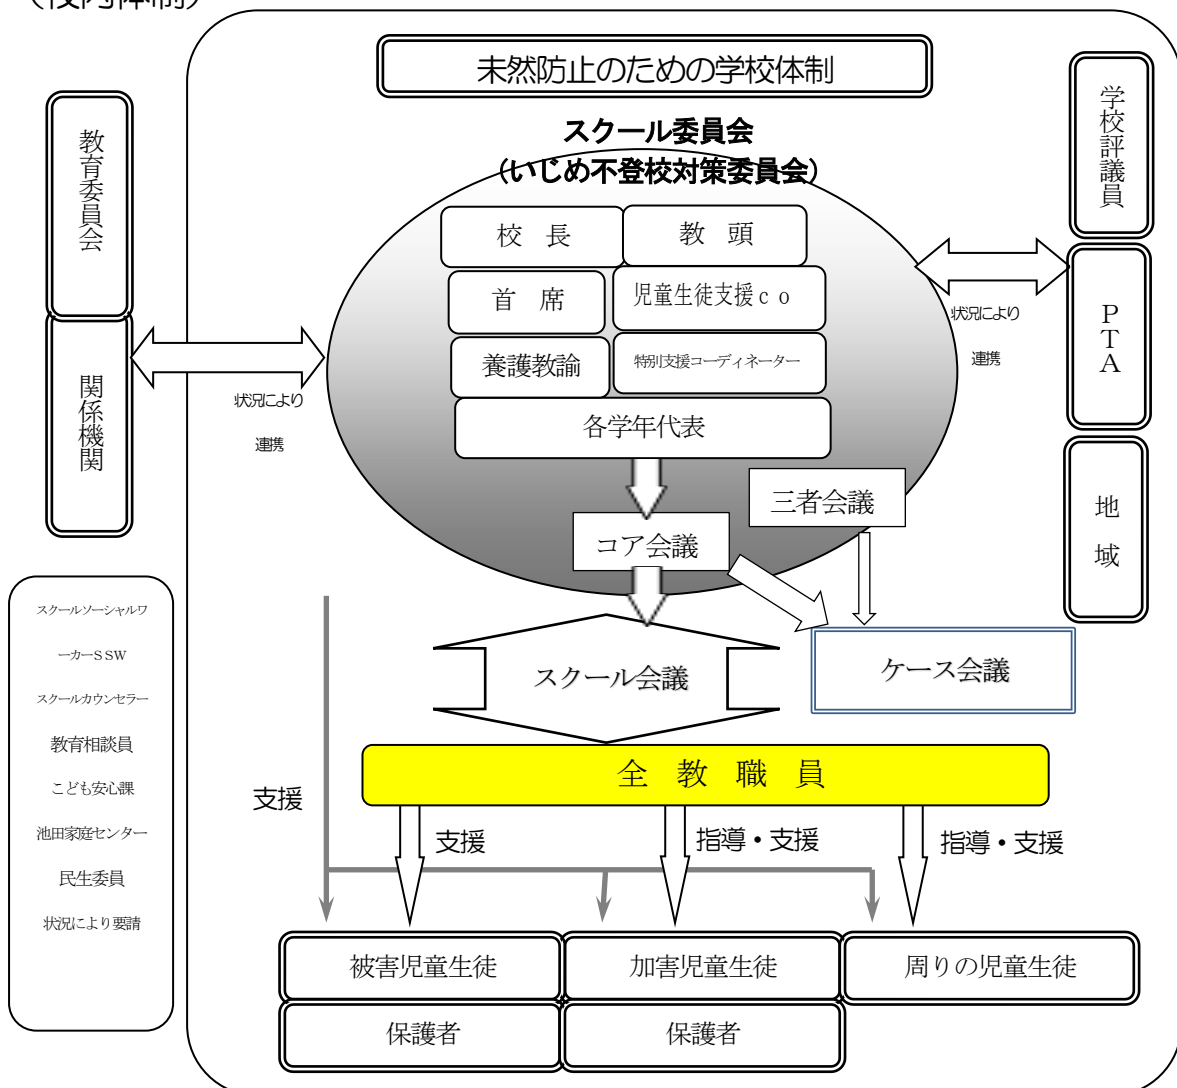 （校内体制）
未然防止のための学校体制
スクール委員会
（いじめ不登校対策委員会）
校　長
教　頭
首　席
児童生徒支援ｃｏ
養護教諭
特別支援コーディネーター
各学年代表
コア会議
三者会議
スクール会議
ケース会議
全　教　職　員
教育委員会
関係機関
状況により
連携
学校評議員
ＰＴＡ
地　域
状況により
連携
スクールソーシャルワ
ーカーＳＳＷ
スクールカウンセラー
教育相談員
こども安心課
池田家庭センター
民生委員
状況により要請
支援
支援
指導・支援
指導・支援
被害児童生徒
加害児童生徒
周りの児童生徒
保護者
保護者